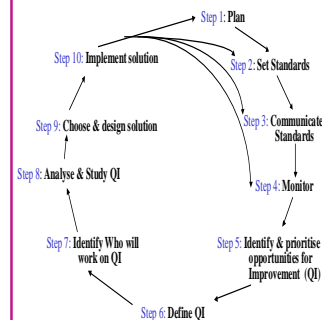 Step 1: Plan
Step 2: Set Standards
Step 3: Communicate
Standards
Step 4: Monitor
Step 5: Identify & prioritise
opportunities for
Improvement (QI)
Step 6: Define QI
Step 7: Identify Who will
work on QI
Step 8: Analyse & Study QI
Step 9: Choose & design solution
Step 10: Implement solution